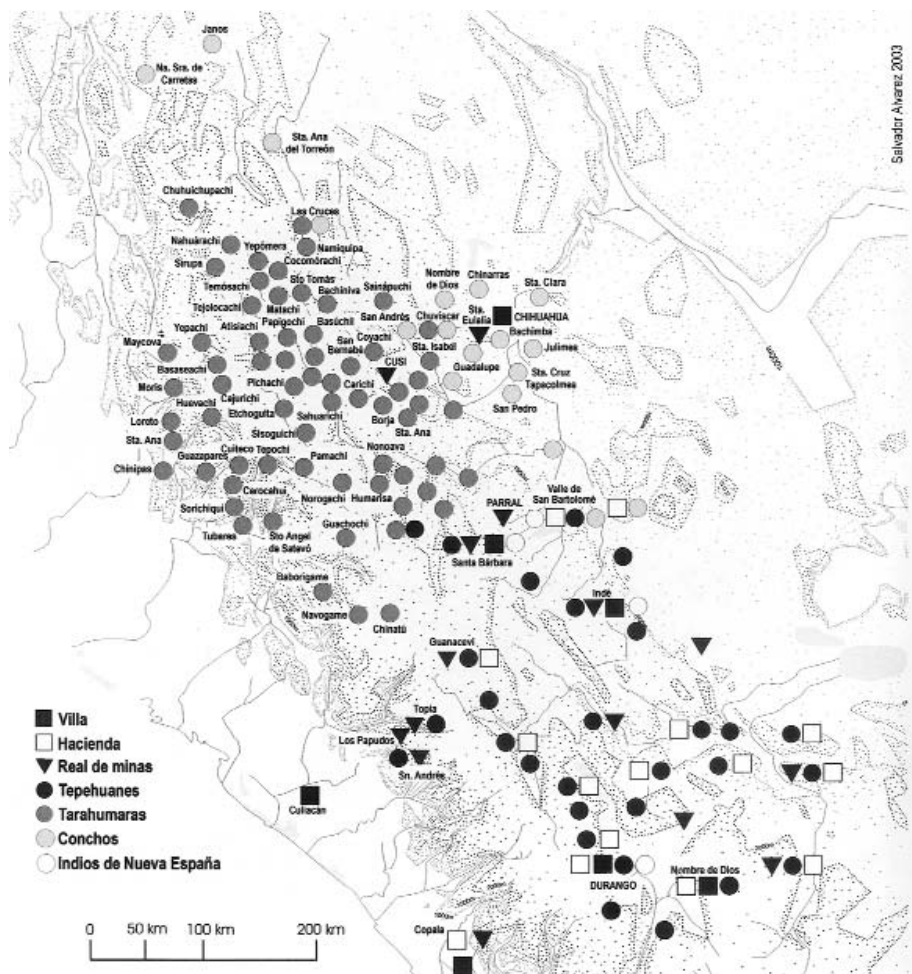 Janos
Na. Sra. de
Carretas
Salvador Alvarez 2003
Sta. Ana
del Torreón
Chuhuichupachi
Las Cruces
Nahuárachi
Yepómera
Namiquipa
Sirupa
Cocomórachi
Temósachi
Sto Tomás
Bachiniva
Sainápuchi
Nombre
de Dios
Chinarras
Sta. Clara
Tejolocachi
Matachi
San Andrés
Chuviscar
Sta.
Eulalia
CHIHUAHUA
Yepachi
Atisiachi
Papigochi
Basúchil
Bachimba
Maycova
San
Bernabé
Coyachi
Sta. Isabel
Julimes
Basaseachi
CUSI
Guadalupe
Sta. Cruz
Tapacolmes
Moris
Pichachi
Carichi
San Pedro
Huevachi
Cajurichi
Etchoguita
Sahuarichi
Borja
Loroto
Sta. Ana
Sta. Ana
Sisoguichi
Cuiteco
Tepochi
Pamachi
Nonoava
Chinipas
Guazapares
Cerocahui
Norogachi
Humarisa
PARRAL
Valle de
San Bartolomé
Sorichiqui
Tubares
Sto Angel
de Satevó
Guachochi
Santa Bárbara
Baborigame
Indé
Navogame
Chinatú
Guanaceví
Topia
Los Papudos
Sn. Andrés
Culiacán
Villa
Hacienda
Real de minas
Tepehuanes
Tarahumaras
Conchos
Indios de Nueva España
DURANGO
Nombre de Dios
Copala
0 50 km 100 km 200 km